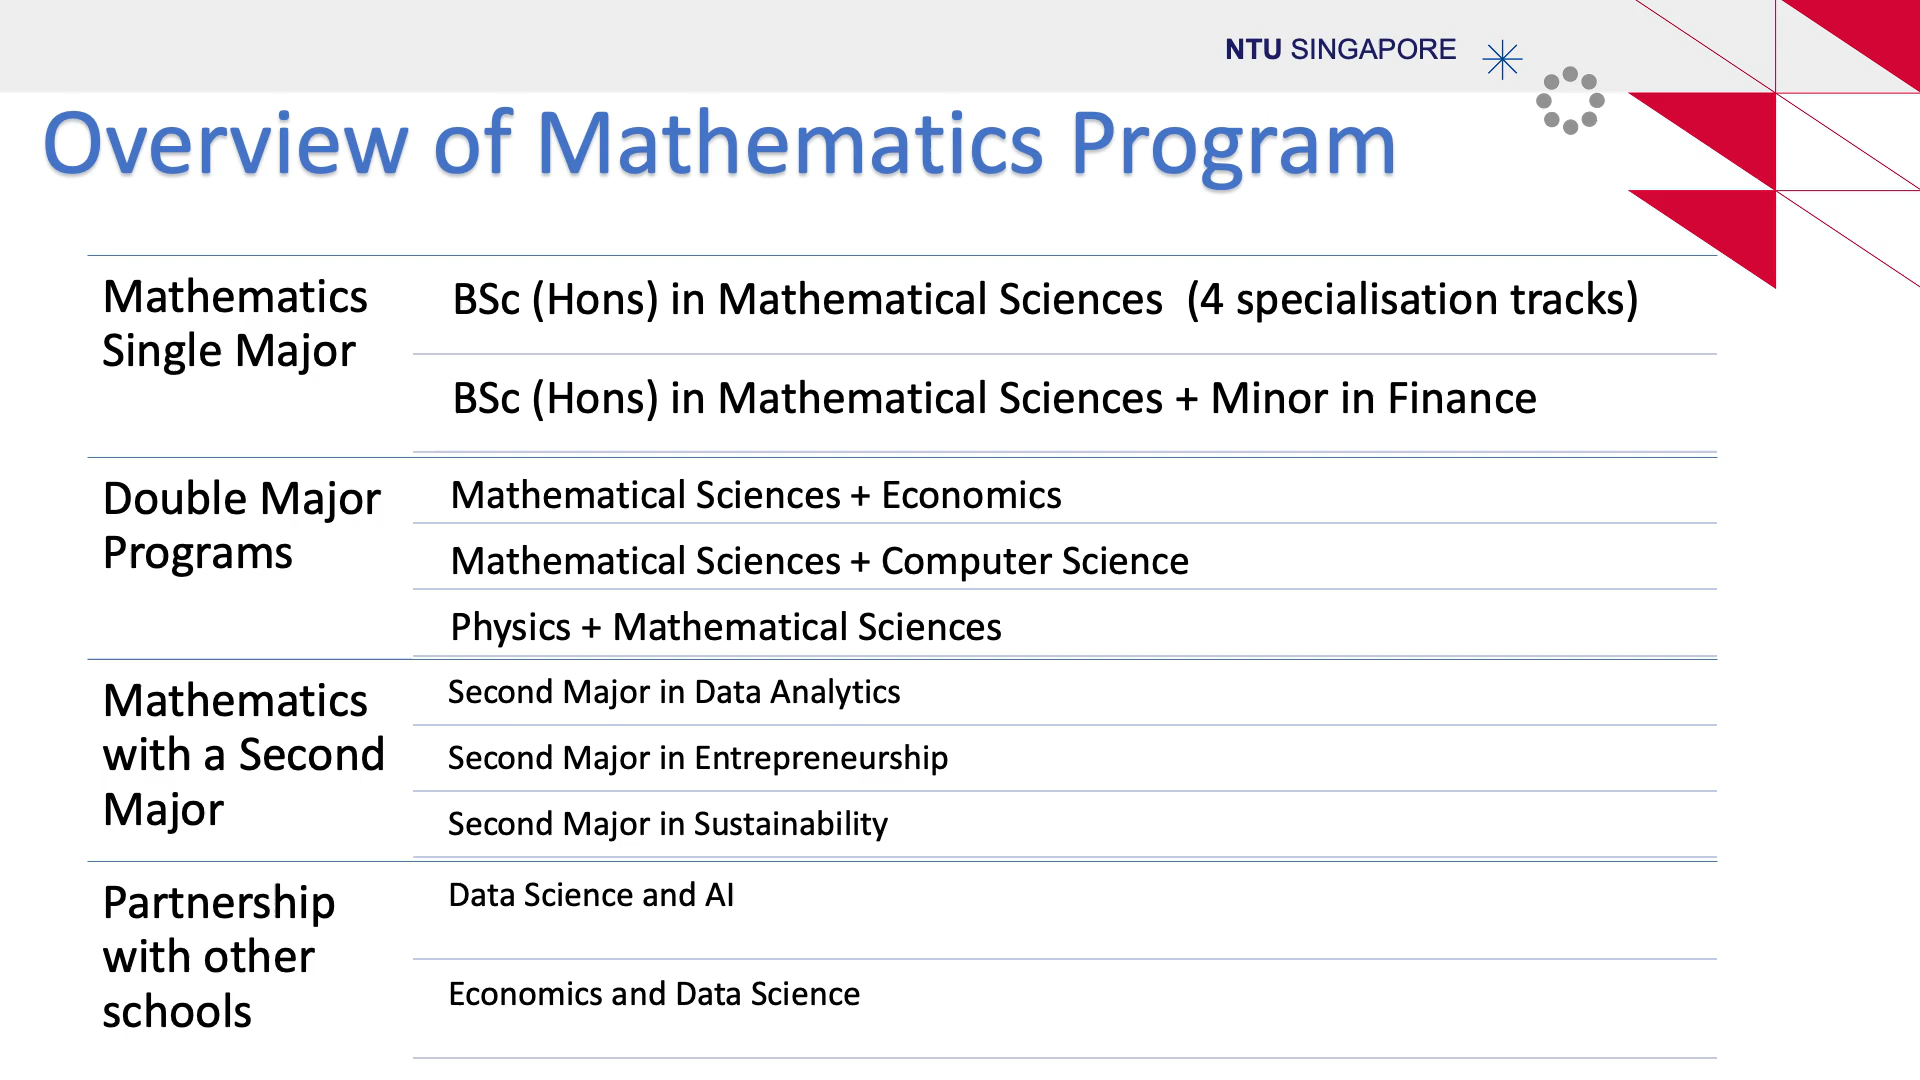 NTU SINGAPORE
Overview of Mathematics Program
Mathematics
Single Major
BSc (Hons) in Mathematical Sciences  (4 specialisation tracks)
BSc (Hons) in Mathematical Sciences + Minor in Finance
Double Major
Programs
Mathematical Sciences + Economics
Mathematical Sciences + Computer Science
Physics + Mathematical Sciences
Mathematics
with a Second
Major
Second Major in Data Analytics
Second Major in Entrepreneurship
Second Major in Sustainability
Partnership
with other
schools
Data Science and AI
Economics and Data Science